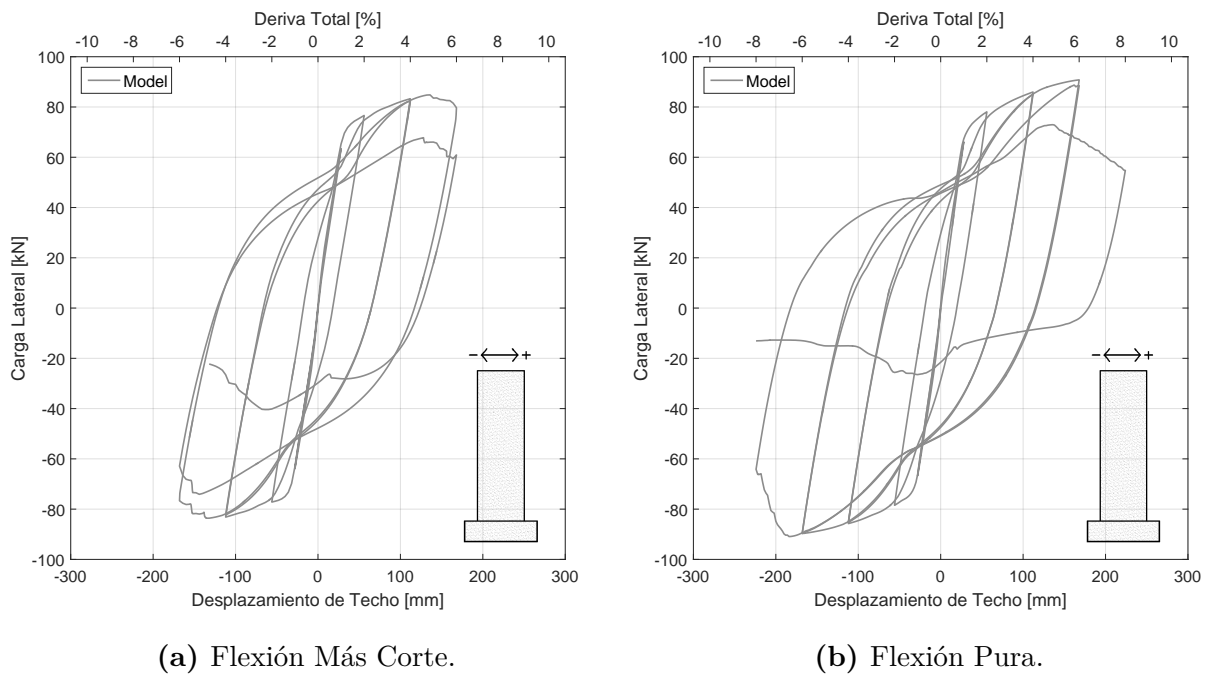 Deriva Total [%]
-10 -8 -6 -4 -2 0 2 4 6 8 10
Model
100
80
60
40
20
0
-20
-40
-60
-80
-100
Carga Lateral [kN]
- +
-300 -200 -100 0 100 200 300
Desplazamiento de Techo [mm]
(a) Flexión Más Corte.
Deriva Total [%]
-10 -8 -6 -4 -2 0 2 4 6 8 10
Model
100
80
60
40
20
0
-20
-40
-60
-80
-100
Carga Lateral [kN]
- +
-300 -200 -100 0 100 200 300
Desplazamiento de Techo [mm]
(b) Flexión Pura.